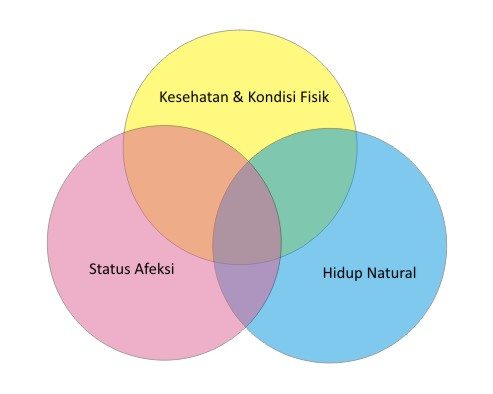 Kesehatan & Kondisi Fisik
Status Afeksi
Hidup Natural